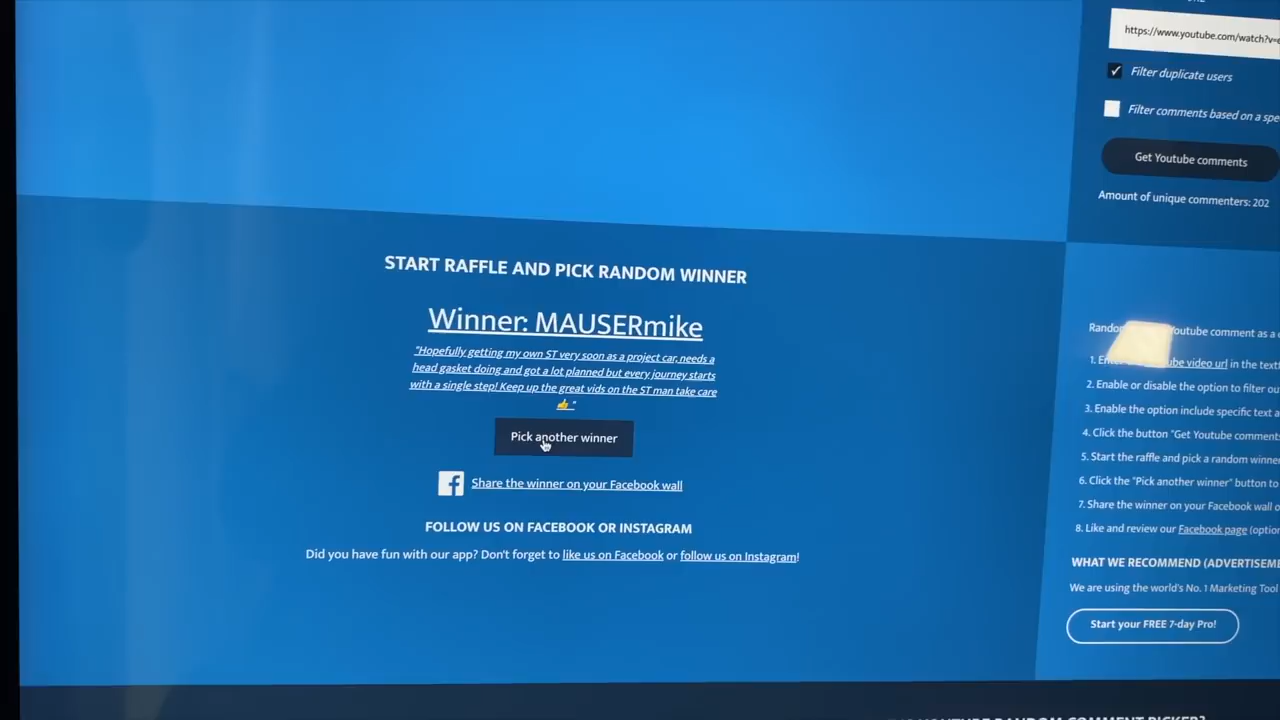 START RAFFLE AND PICK RANDOM WINNER
Winner: MAUSERmike
"Hopefully getting my own ST very soon as a project car, needs a
head gasket doing and got a lot planned but every journey starts
with a single step! Keep up the great vids on the ST man take care
👍"
Pick another winner
Share the winner on your Facebook wall
FOLLOW US ON FACEBOOK OR INSTAGRAM
Did you have fun with our app? Don't forget to like us on Facebook or follow us on Instagram!
https://www.youtube.com/watch?v=
Filter duplicate users
Filter comments based on a
Get Youtube comments
Amount of unique commenters: 202
Youtube comment as a
1. video url in the
2. Enable or disable the option to filter
3. Enable the option include specific text
4. Click the button "Get Youtube
5. Start the raffle and pick a random
6. Click the "Pick another winner" button to
7. Share the winner on your Facebook wall
8. Like and review our Facebook page
WHAT WE RECOMMEND
We are using the world's No. 1 Marketing Tool
Start your FREE 7-day Pro!
YOUTUBE RANDOM COMMENT PICKER?